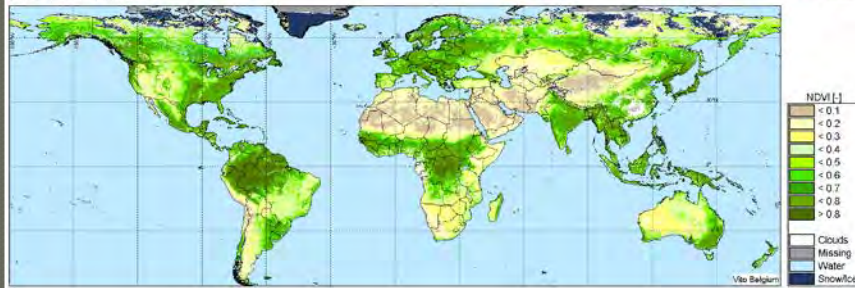 NDVI [-]
< 0.1
< 0.2
< 0.3
< 0.4
< 0.5
< 0.6
< 0.7
< 0.8
> 0.8
Clouds
Missing
Water
Snow/Ice
Vito Belgium